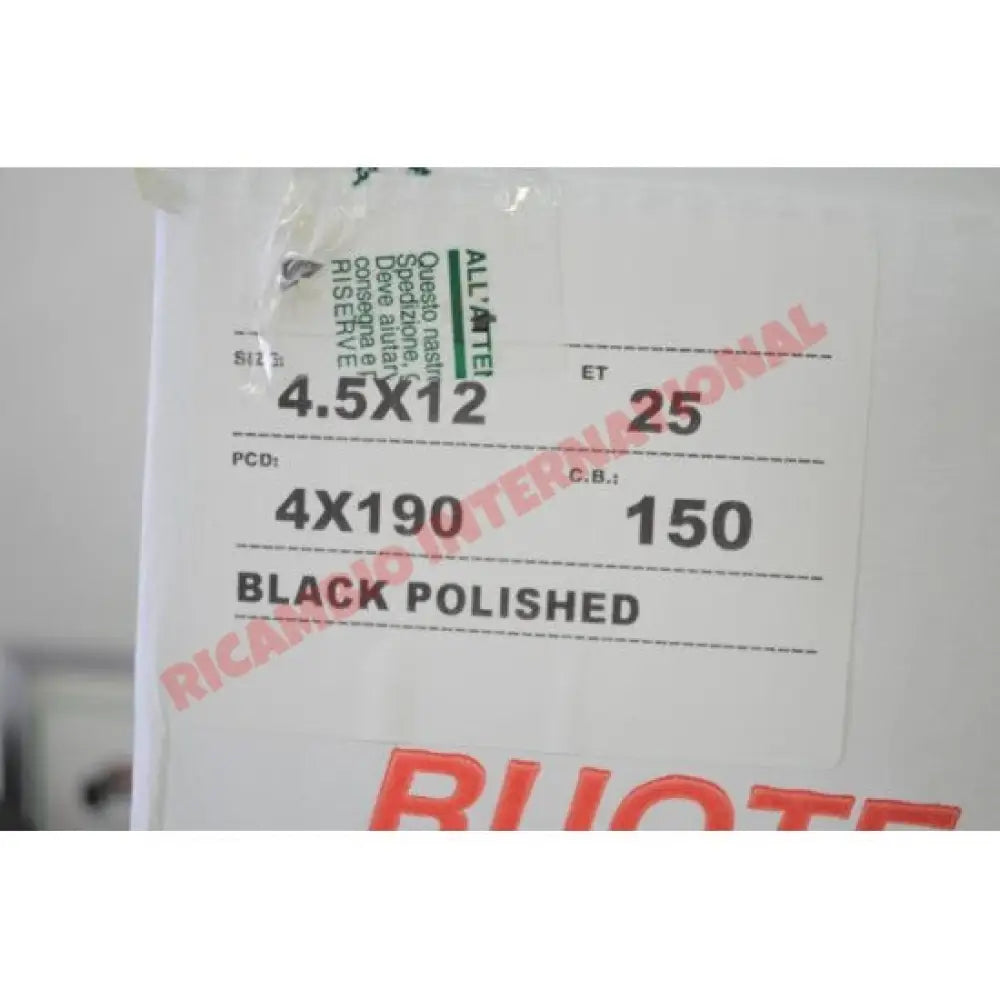 ALL'ATTE
Questo nastr
Spedizione,
Deve aiutar
consegna e
RISERVE
SIZE:
4.5X12
ET
25
PCD:
4X190
C.B.:
150
BLACK POLISHED
RICAMBIO INTERNATIONAL
RUOTE